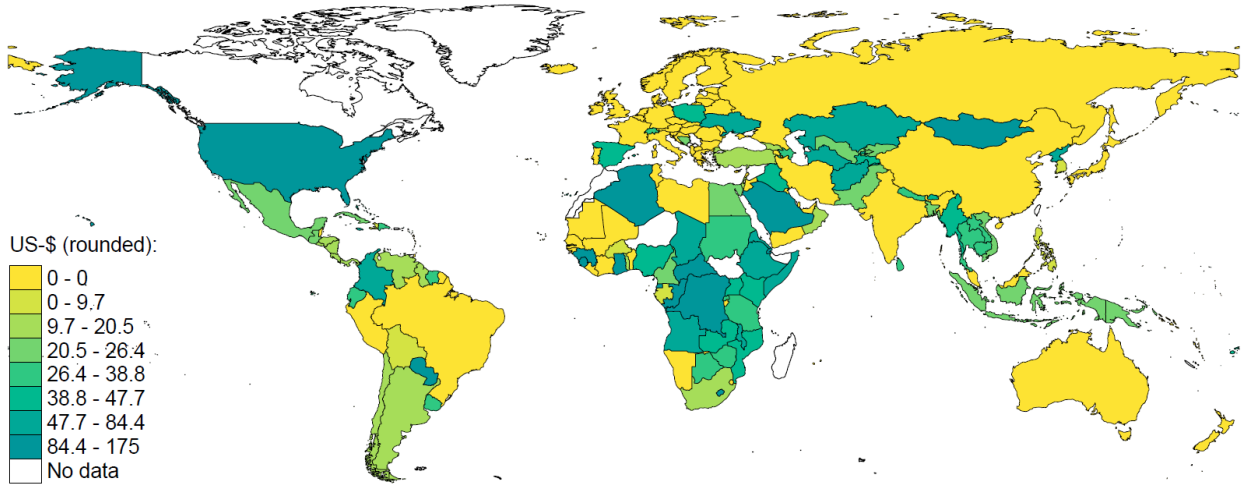 US-$ (rounded):
0 - 0
0 - 9.7
9.7 - 20.5
20.5 - 26.4
26.4 - 38.8
38.8 - 47.7
47.7 - 84.4
84.4 - 175
No data